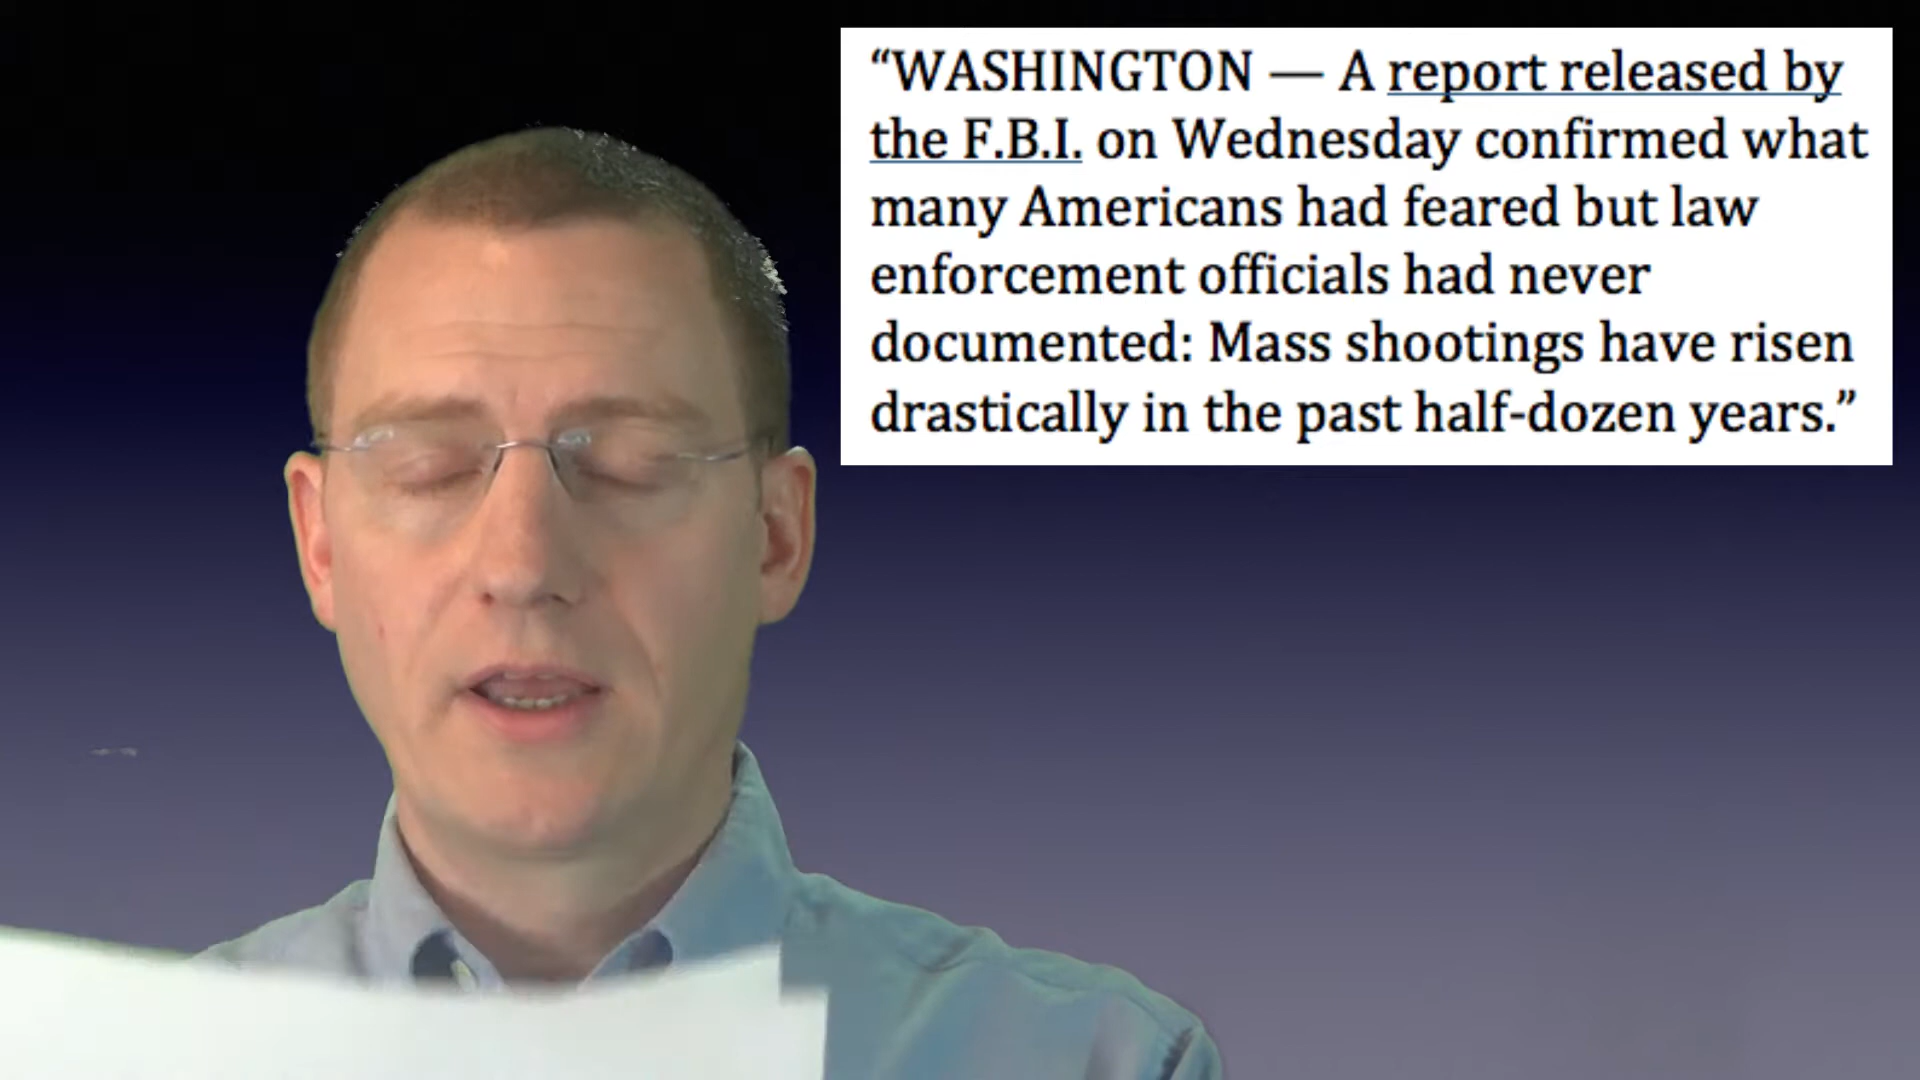 “WASHINGTON — A report released by
the F.B.I. on Wednesday confirmed what
many Americans had feared but law
enforcement officials had never
documented: Mass shootings have risen
drastically in the past half-dozen years.”